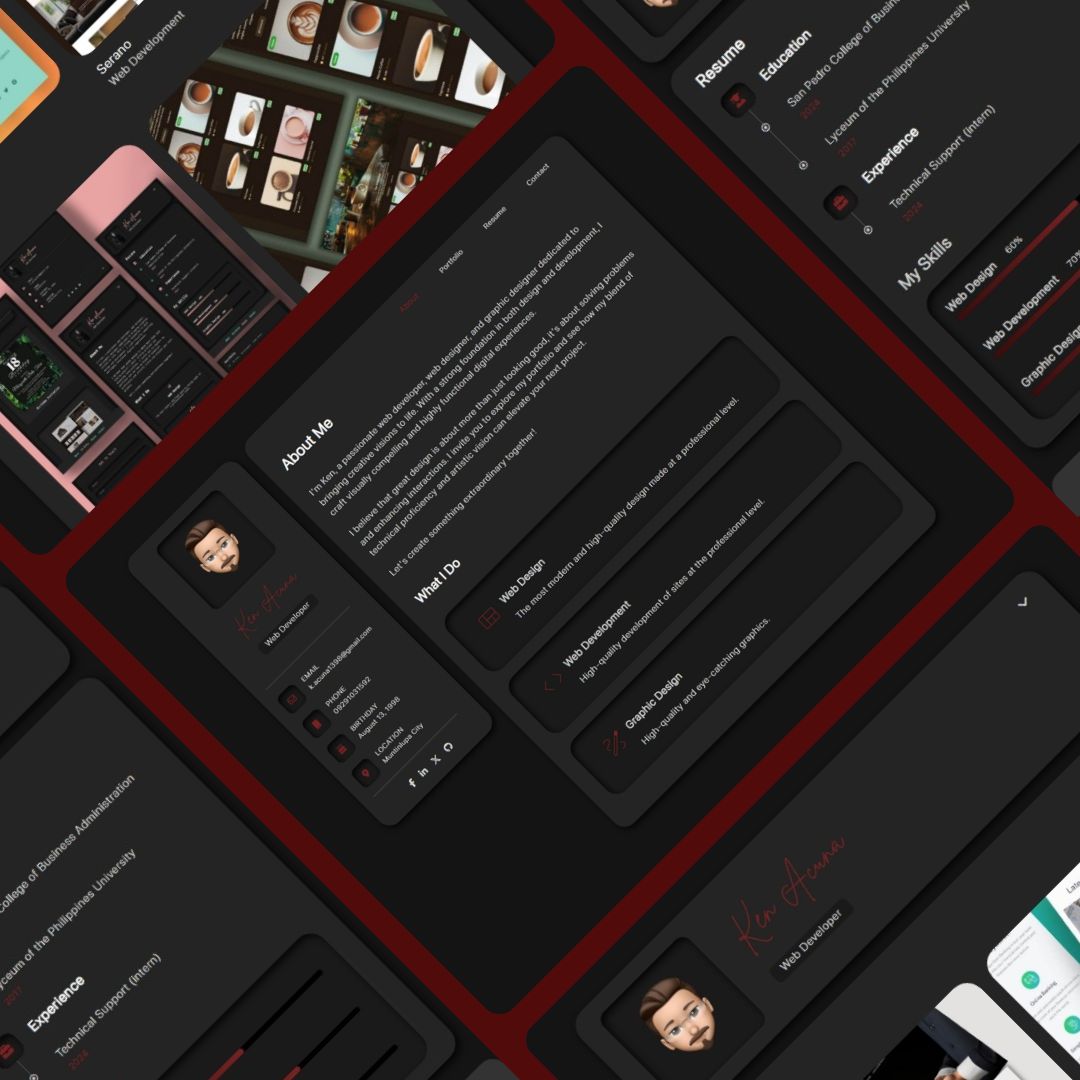 Serano
Web Development
Resume
Education
San Pedro College of Busin
2024
Lyceum of the Philippines University
2017
Experience
Technical Support (Intern)
2024
My Skills
Web Design
60%
Web Development
70%
Graphic Desig
About
Portfolio
Resume
Contact
About Me
I'm Ken, a passionate web developer, web designer, and graphic designer dedicated to
bringing creative visions to life. With a strong foundation in both design and development, I
craft visually compelling and highly functional digital experiences.
I believe that great design is about more than just looking good, it's about solving problems
and enhancing interactions. I invite you to explore my portfolio and see how my blend of
technical proficiency and artistic vision can elevate your next project.
Let's create something extraordinary together!
What I Do
Web Design
The most modern and high-quality design made at a professional level.
Web Development
High-quality development of sites at the professional level.
Graphic Design
High-quality and eye-catching graphics.
Ken Acuna
Web Developer
EMAIL
k.acuna1398@gmail.com
PHONE
09291031592
BIRTHDAY
August 13, 1998
LOCATION
Muntinlupa City
College of Business Administration
yceum of the Philippines University
2017
Experience
Technical Support (Intern)
2024
Ken Acuna
Web Developer
Online Banking
18